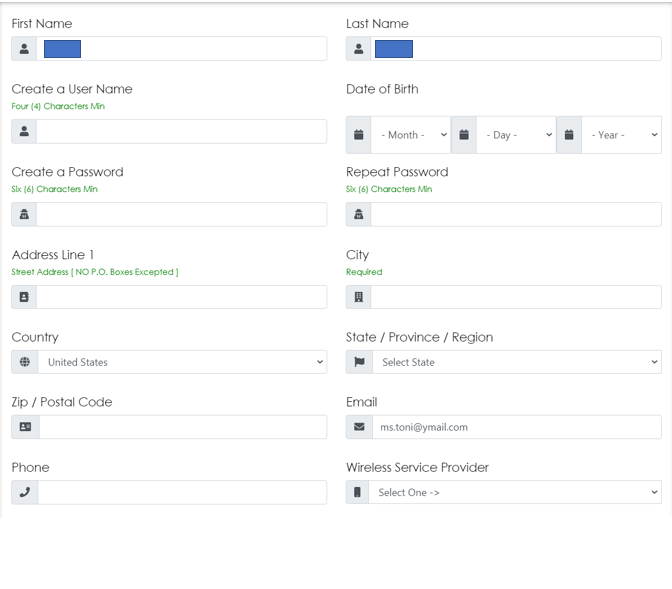 First Name
Last Name
Create a User Name
Four (4) Characters Min
Date of Birth
- Month -
- Day -
- Year -
Create a Password
Six (6) Characters Min
Repeat Password
Six (6) Characters Min
Address Line 1
Street Address [ NO P.O. Boxes Excepted ]
City
Required
Country
United States
State / Province / Region
Select State
Zip / Postal Code
Email
ms.toni@ymail.com
Phone
Wireless Service Provider
Select One ->